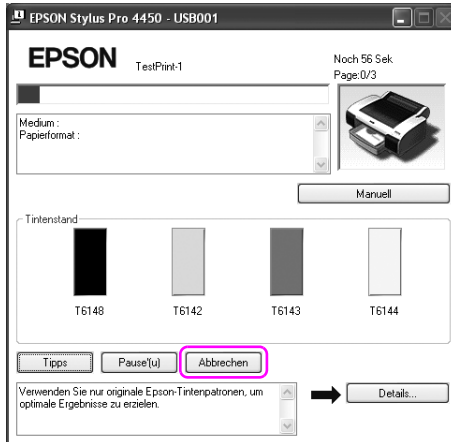 EPSON Stylus Pro 4450 - USB001
EPSON
TestPrint-1
Noch 56 Sek
Page:0/3
Medium :
Papierformat :
Manuell
Tintenstand
T6148
T6142
T6143
T6144
Tipps
Pause'(u)
Abbrechen
Verwenden Sie nur originale Epson-Tintenpatronen, um
optimale Ergebnisse zu erzielen.
Details...